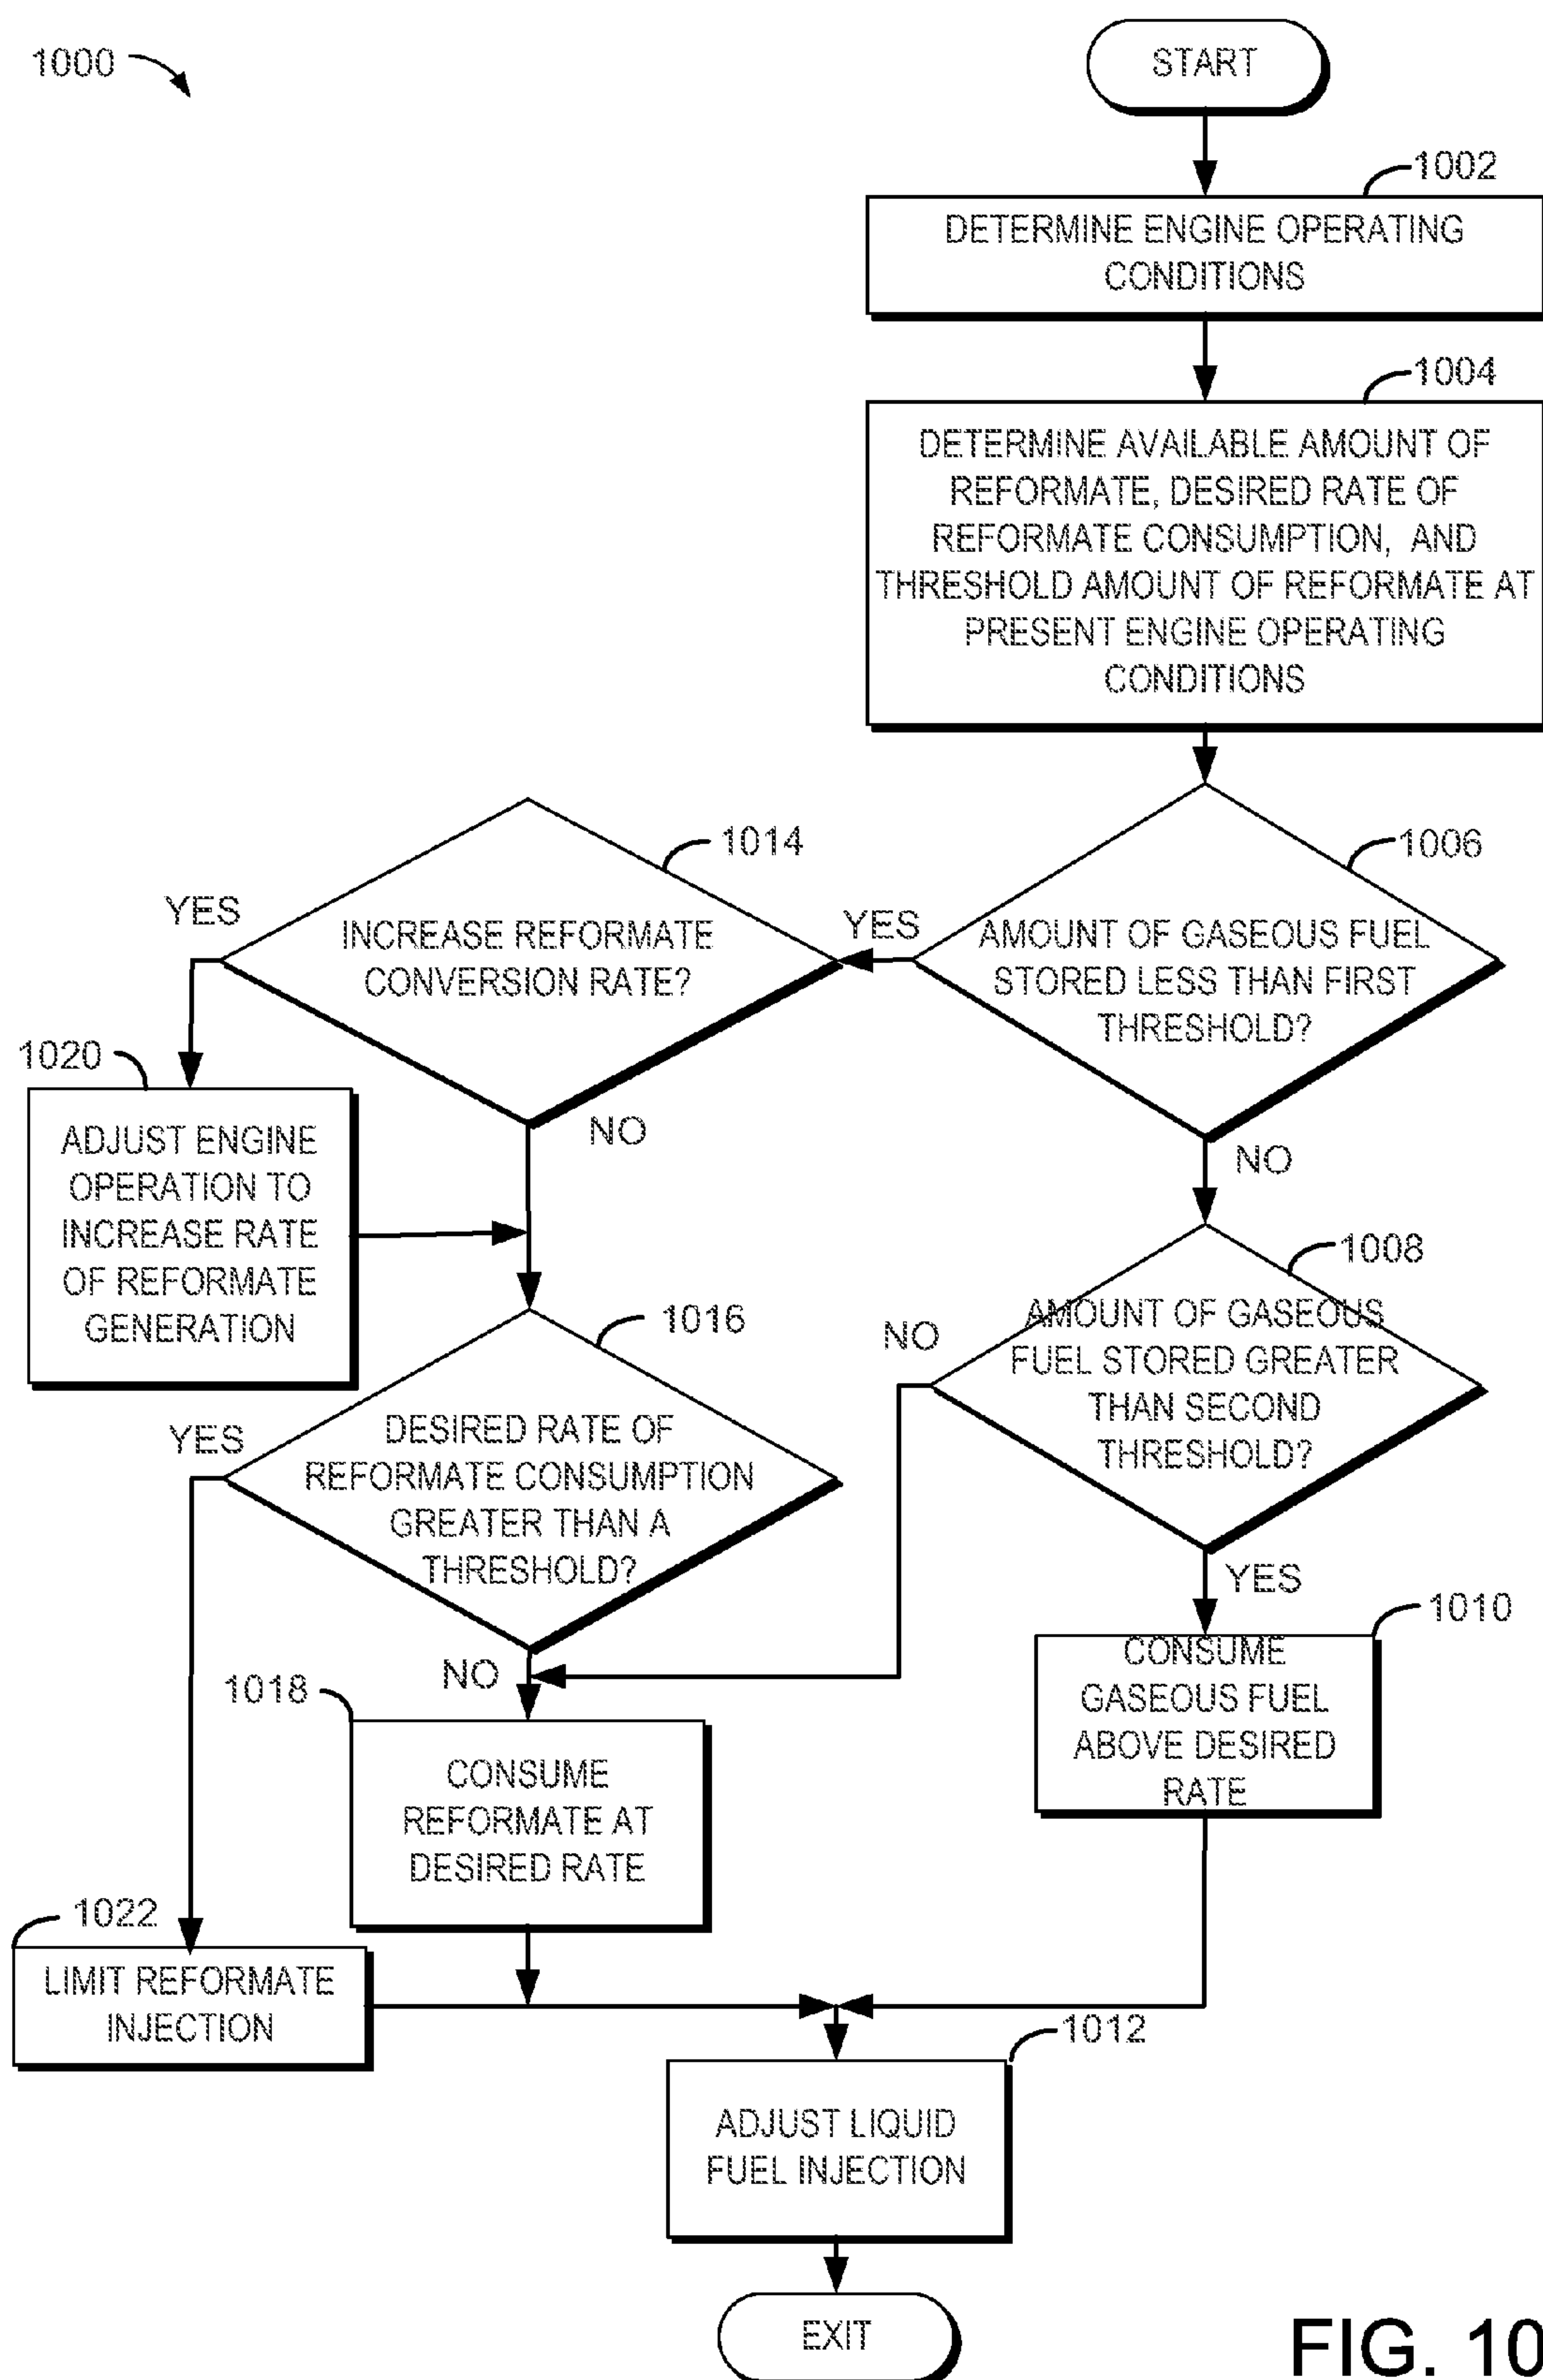 1000
START
1002
DETERMINE ENGINE OPERATING
CONDITIONS
1004
DETERMINE AVAILABLE AMOUNT OF
REFORMATE, DESIRED RATE OF
REFORMATE CONSUMPTION, AND
THRESHOLD AMOUNT OF REFORMATE AT
PRESENT ENGINE OPERATING
CONDITIONS
1006
AMOUNT OF GASEOUS FUEL
STORED LESS THAN FIRST
THRESHOLD?
YES
NO
1014
INCREASE REFORMATE
CONVERSION RATE?
YES
NO
1020
ADJUST ENGINE
OPERATION TO
INCREASE RATE
OF REFORMATE
GENERATION
1008
AMOUNT OF GASEOUS
FUEL STORED GREATER
THAN SECOND
THRESHOLD?
NO
YES
1016
DESIRED RATE OF
REFORMATE CONSUMPTION
GREATER THAN A
THRESHOLD?
YES
NO
1010
CONSUME
GASEOUS FUEL
ABOVE DESIRED
RATE
1018
CONSUME
REFORMATE AT
DESIRED RATE
1022
LIMIT REFORMATE
INJECTION
1012
ADJUST LIQUID
FUEL INJECTION
EXIT
FIG. 10